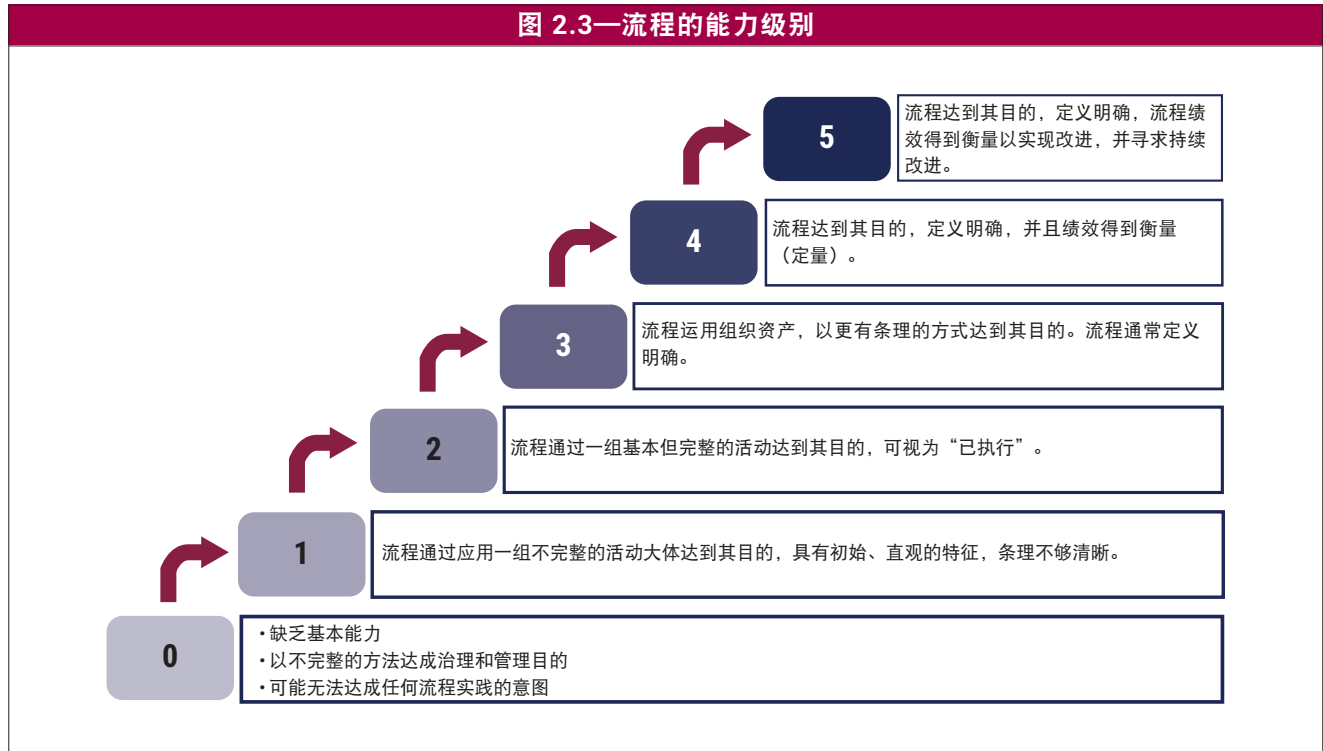 图 2.3—流程的能力级别
5
流程达到其目的，定义明确，流程绩
效得到衡量以实现改进，并寻求持续
改进。
4
流程达到其目的，定义明确，并且绩效得到衡量
（定量）。
3
流程运用组织资产，以更有条理的方式达到其目的。流程通常定义
明确。
2
流程通过一组基本但完整的活动达到其目的，可视为“已执行”。
1
流程通过应用一组不完整的活动大体达到其目的，具有初始、直观的特征，条理不够清晰。
0
•缺乏基本能力
•以不完整的方法达成治理和管理目的
•可能无法达成任何流程实践的意图